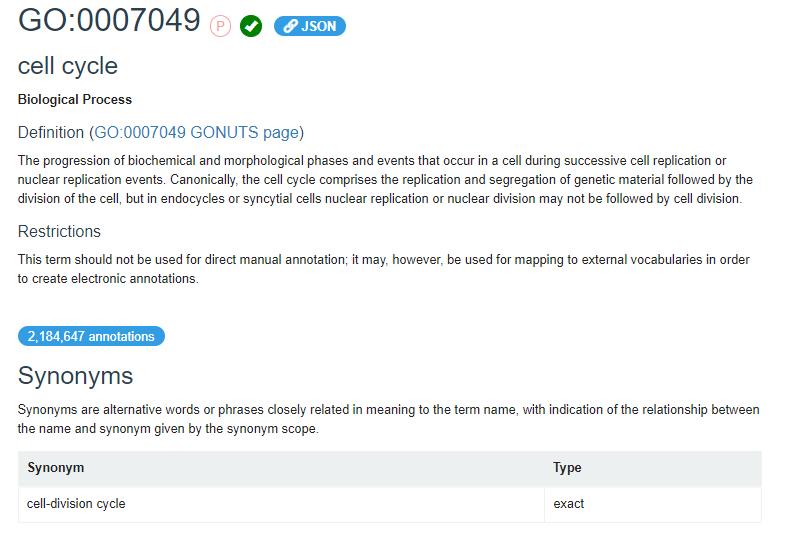 GO:0007049 P JSON
cell cycle
Biological Process
Definition (GO:0007049 GONUTS page)
The progression of biochemical and morphological phases and events that occur in a cell during successive cell replication or
nuclear replication events. Canonically, the cell cycle comprises the replication and segregation of genetic material followed by the
division of the cell, but in endocycles or syncytial cells nuclear replication or nuclear division may not be followed by cell division.
Restrictions
This term should not be used for direct manual annotation; it may, however, be used for mapping to external vocabularies in order
to create electronic annotations.
2,184,647 annotations
Synonyms
Synonyms are alternative words or phrases closely related in meaning to the term name, with indication of the relationship between
the name and synonym given by the synonym scope.
Synonym Type
cell-division cycle exact